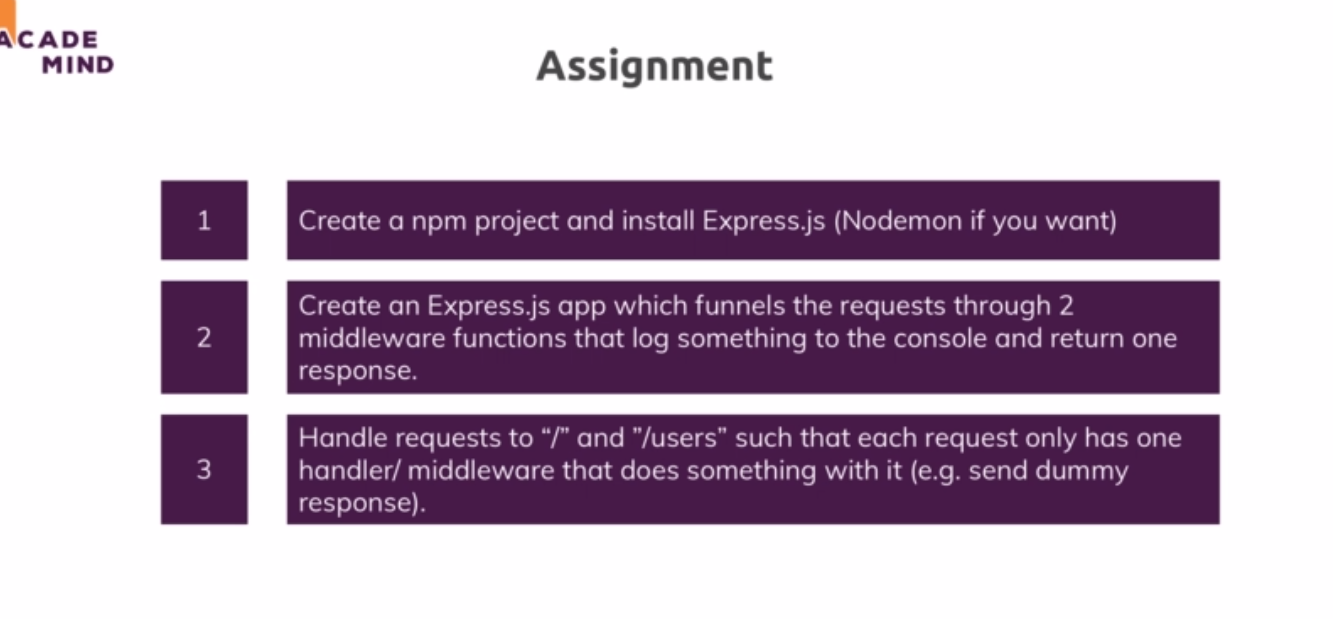 ACADE
MIND
Assignment
1
Create a npm project and install Express.js (Nodemon if you want)
2
Create an Express.js app which funnels the requests through 2
middleware functions that log something to the console and return one
response.
3
Handle requests to “/” and ”/users” such that each request only has one
handler/ middleware that does something with it (e.g. send dummy
response).